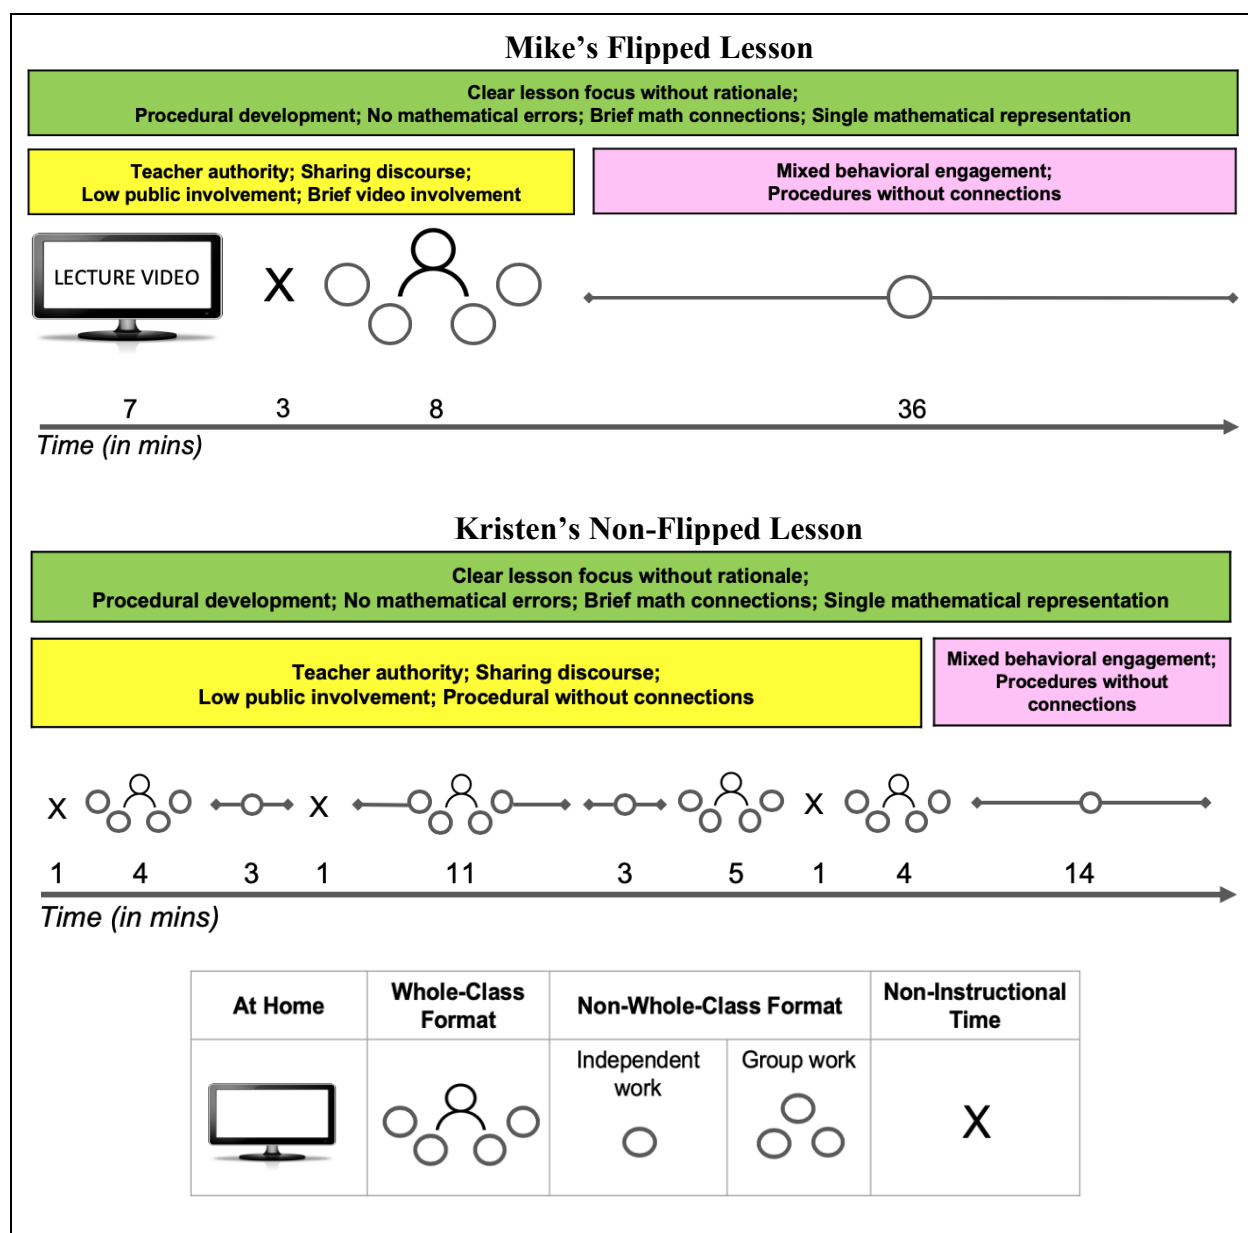 Mike’s Flipped Lesson
Clear lesson focus without rationale;
Procedural development; No mathematical errors; Brief math connections; Single mathematical representation
Teacher authority; Sharing discourse;
Low public involvement; Brief video involvement
Mixed behavioral engagement;
Procedures without connections
LECTURE VIDEO
X
7 3 8 36
Time (in mins)
Kristen’s Non-Flipped Lesson
Clear lesson focus without rationale;
Procedural development; No mathematical errors; Brief math connections; Single mathematical representation
Teacher authority; Sharing discourse;
Low public involvement; Procedural without connections
Mixed behavioral engagement;
Procedures without
connections
X X X
1 4 3 1 11 3 5 1 4 14
Time (in mins)
At Home
Whole-Class
Format
Non-Whole-Class Format
Non-Instructional
Time
Independent
work
Group work
X